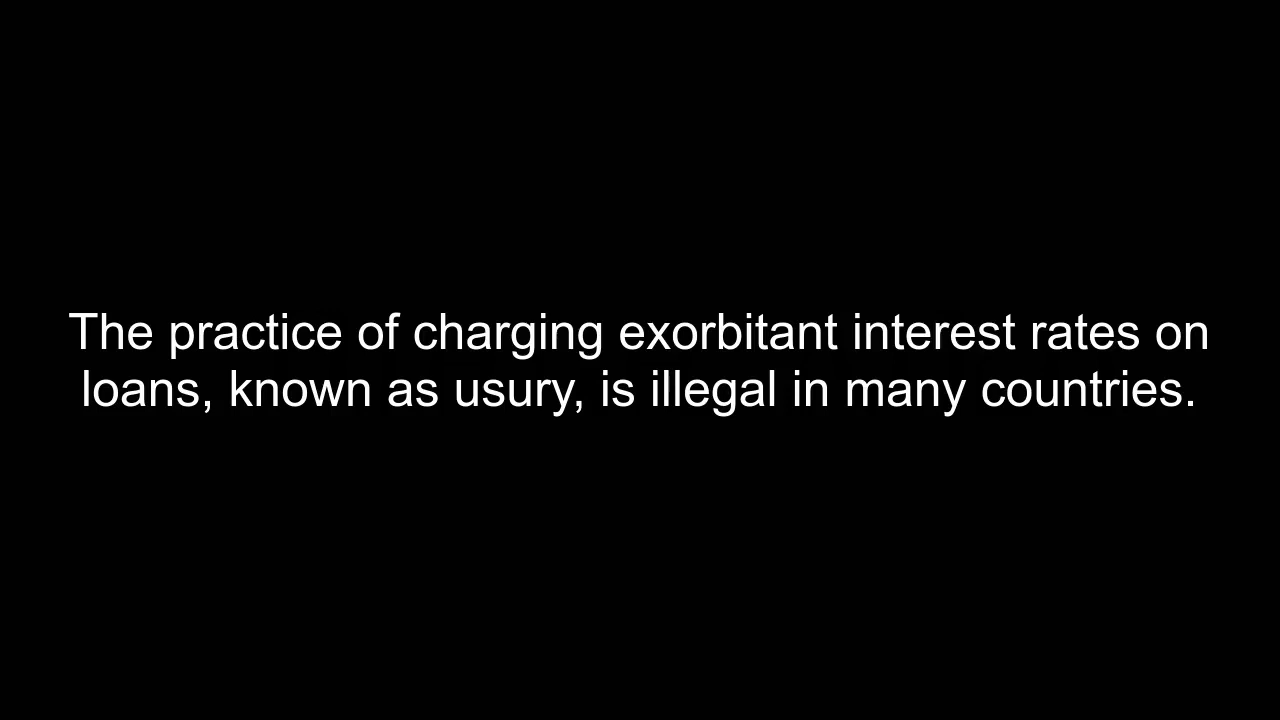 The practice of charging exorbitant interest rates on
loans, known as usury, is illegal in many countries.